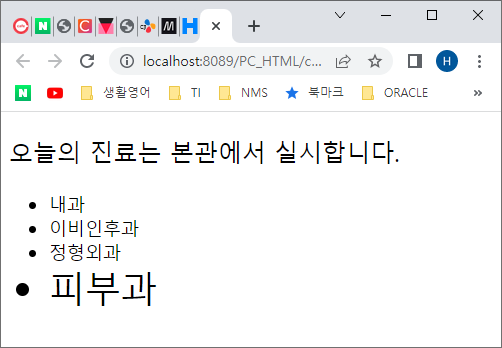 localhost:8089/PC_HTML/c...
H
생활영어 TI NMS 북마크 ORACLE »
오늘의 진료는 본관에서 실시합니다.
• 내과
• 이비인후과
• 정형외과
• 피부과